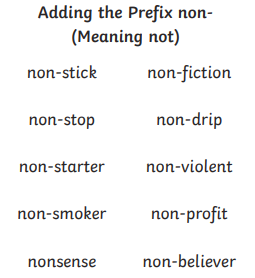 Adding the Prefix non-
(Meaning not)
non-stick non-fiction
non-stop non-drip
non-starter non-violent
non-smoker non-profit
nonsense non-believer